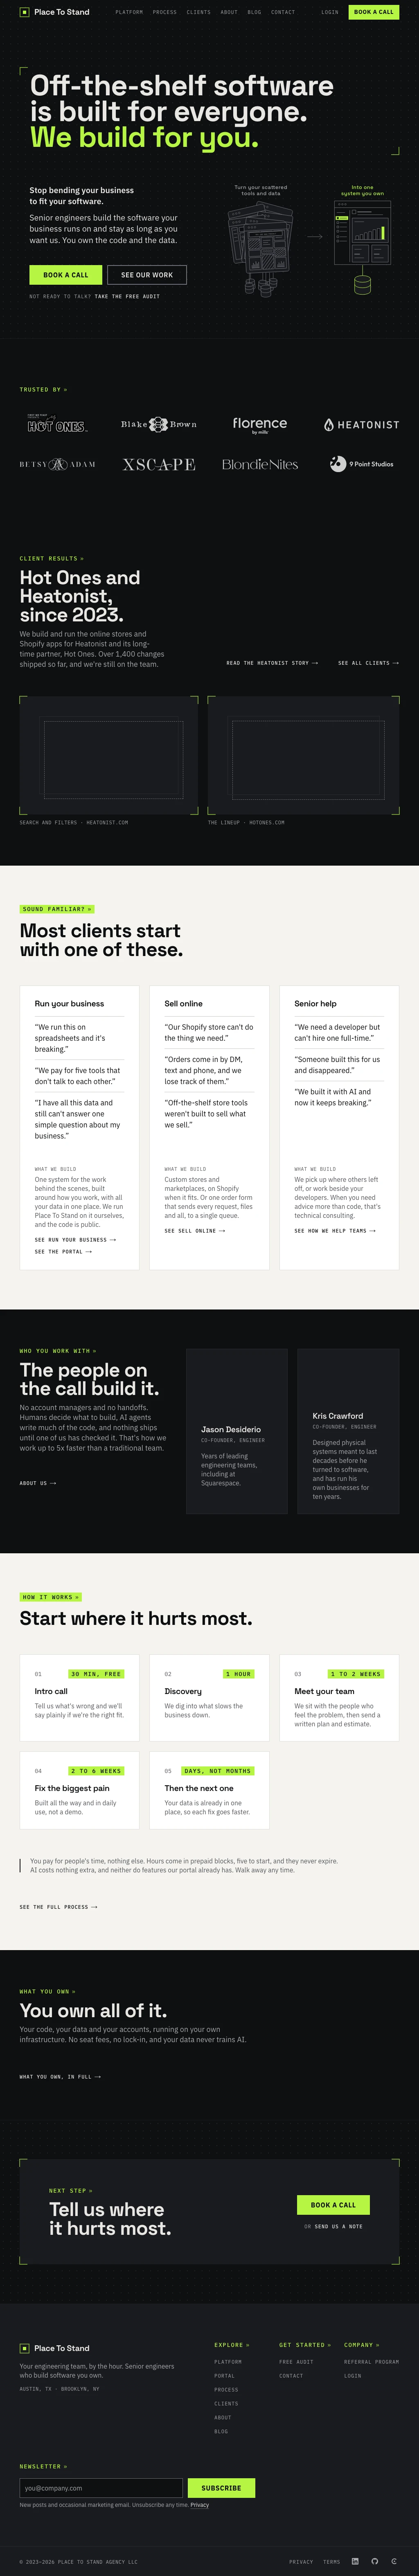 Place To Stand
PLATFORM PROCESS CLIENTS ABOUT BLOG CONTACT
LOGIN
BOOK A CALL
Off-the-shelf software
is built for everyone.
We build for you.
Stop bending your business
to fit your software.
Senior engineers build the software your
business runs on and stay as long as you
want us. You own the code and the data.
BOOK A CALL
SEE OUR WORK
NOT READY TO TALK? TAKE THE FREE AUDIT
Turn your scattered
tools and data
Into one
system you own
TRUSTED BY
HOT ONES
Blake Brown
florence
by mills
HEATONIST
BETSY ADAM
XSCAPE
BlondieNites
9 Point Studios
CLIENT RESULTS
Hot Ones and
Heatonist,
since 2023.
We build and run the online stores and
Shopify apps for Heatonist and its long-
time partner, Hot Ones. Over 1,400 changes
shipped so far, and we're still on the team.
READ THE HEATONIST STORY →
SEE ALL CLIENTS →
SEARCH AND FILTERS · HEATONIST.COM
THE LINEUP · HOTONES.COM
SOUND FAMILIAR?
Most clients start
with one of these.
Run your business
“We run this on
spreadsheets and it's
breaking.”
“We pay for five tools that
don't talk to each other.”
“I have all this data and
still can't answer one
simple question about my
business.”
WHAT WE BUILD
One system for the work
behind the scenes, built
around how you work, with all
your data in one place. We run
Place To Stand on it ourselves,
and the code is public.
SEE RUN YOUR BUSINESS →
SEE THE PORTAL →
Sell online
“Our Shopify store can't do
the thing we need.”
“Orders come in by DM,
text and phone, and we
lose track of them.”
“Off-the-shelf store tools
weren't built to sell what
we sell.”
WHAT WE BUILD
Custom stores and
marketplaces, on Shopify
when it fits. Or one order form
that sends every request, files
and all, to a single queue.
SEE SELL ONLINE →
Senior help
“We need a developer but
can't hire one full-time.”
“Someone built this for us
and disappeared.”
“We built it with AI and
now it keeps breaking.”
WHAT WE BUILD
We pick up where others left
off, or work beside your
developers. When you need
advice more than code, that's
technical consulting.
SEE HOW WE HELP TEAMS →
WHO YOU WORK WITH
The people on
the call build it.
No account managers and no handoffs.
Humans decide what to build, AI agents
write much of the code, and nothing ships
until one of us has checked it. That's how we
work up to 5x faster than a traditional team.
ABOUT US →
Jason Desiderio
CO-FOUNDER, ENGINEER
Years of leading
engineering teams,
including at
Squarespace.
Kris Crawford
CO-FOUNDER, ENGINEER
Designed physical
systems meant to last
decades before he
turned to software,
and has run his
own businesses for
ten years.
HOW IT WORKS
Start where it hurts most.
01
30 MIN, FREE
Intro call
Tell us what's wrong and we'll
say plainly if we're the right fit.
02
1 HOUR
Discovery
We dig into what slows the
business down.
03
1 TO 2 WEEKS
Meet your team
We sit with the people who
feel the problem, then send a
written plan and estimate.
04
2 TO 6 WEEKS
Fix the biggest pain
Built all the way and in daily
use, not a demo.
05
DAYS, NOT MONTHS
Then the next one
Your data is already in one
place, so each fix goes faster.
You pay for people's time, nothing else. Hours come in prepaid blocks, five to start, and they never expire.
AI costs nothing extra, and neither do features our portal already has. Walk away any time.
SEE THE FULL PROCESS →
WHAT YOU OWN
You own all of it.
Your code, your data and your accounts, running on your own
infrastructure. No seat fees, no lock-in, and your data never trains AI.
WHAT YOU OWN, IN FULL →
NEXT STEP
Tell us where
it hurts most.
BOOK A CALL
OR SEND US A NOTE
Place To Stand
Your engineering team, by the hour. Senior engineers
who build software you own.
AUSTIN, TX · BROOKLYN, NY
EXPLORE
PLATFORM
PORTAL
PROCESS
CLIENTS
ABOUT
BLOG
GET STARTED
FREE AUDIT
CONTACT
COMPANY
REFERRAL PROGRAM
LOGIN
NEWSLETTER
you@company.com
SUBSCRIBE
New posts and occasional marketing email. Unsubscribe any time. Privacy
© 2023–2026 PLACE TO STAND AGENCY LLC
PRIVACY TERMS